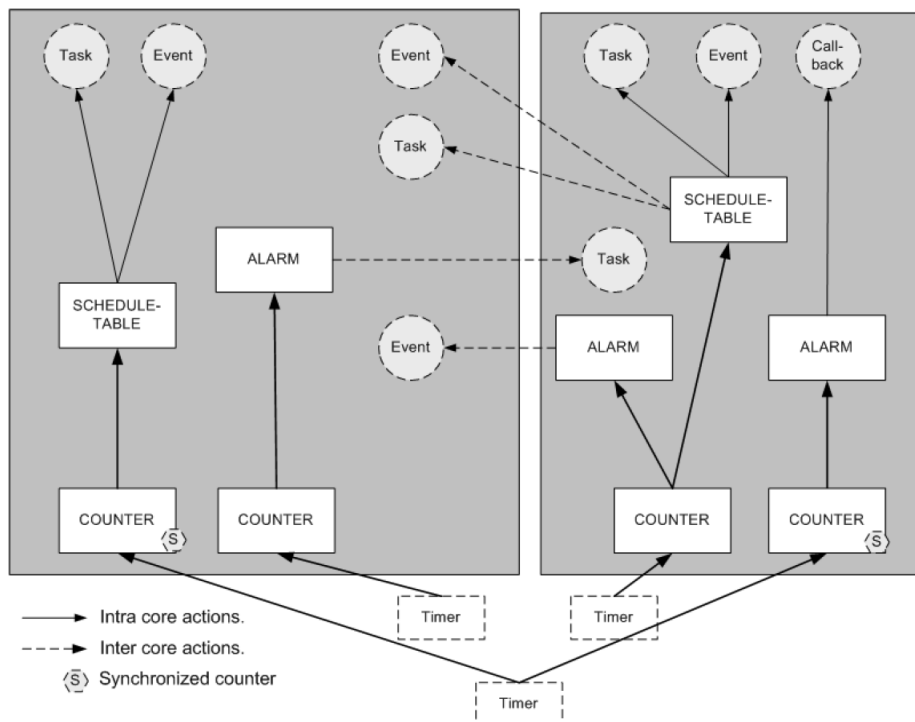 Task
Event
Event
Task
Event
Call-
back
Task
SCHEDULE-
TABLE
ALARM
Task
SCHEDULE-
TABLE
Event
ALARM
ALARM
COUNTER
S
COUNTER
COUNTER
COUNTER
S
Timer
Timer
Intra core actions.
Inter core actions.
S
Synchronized counter
Timer